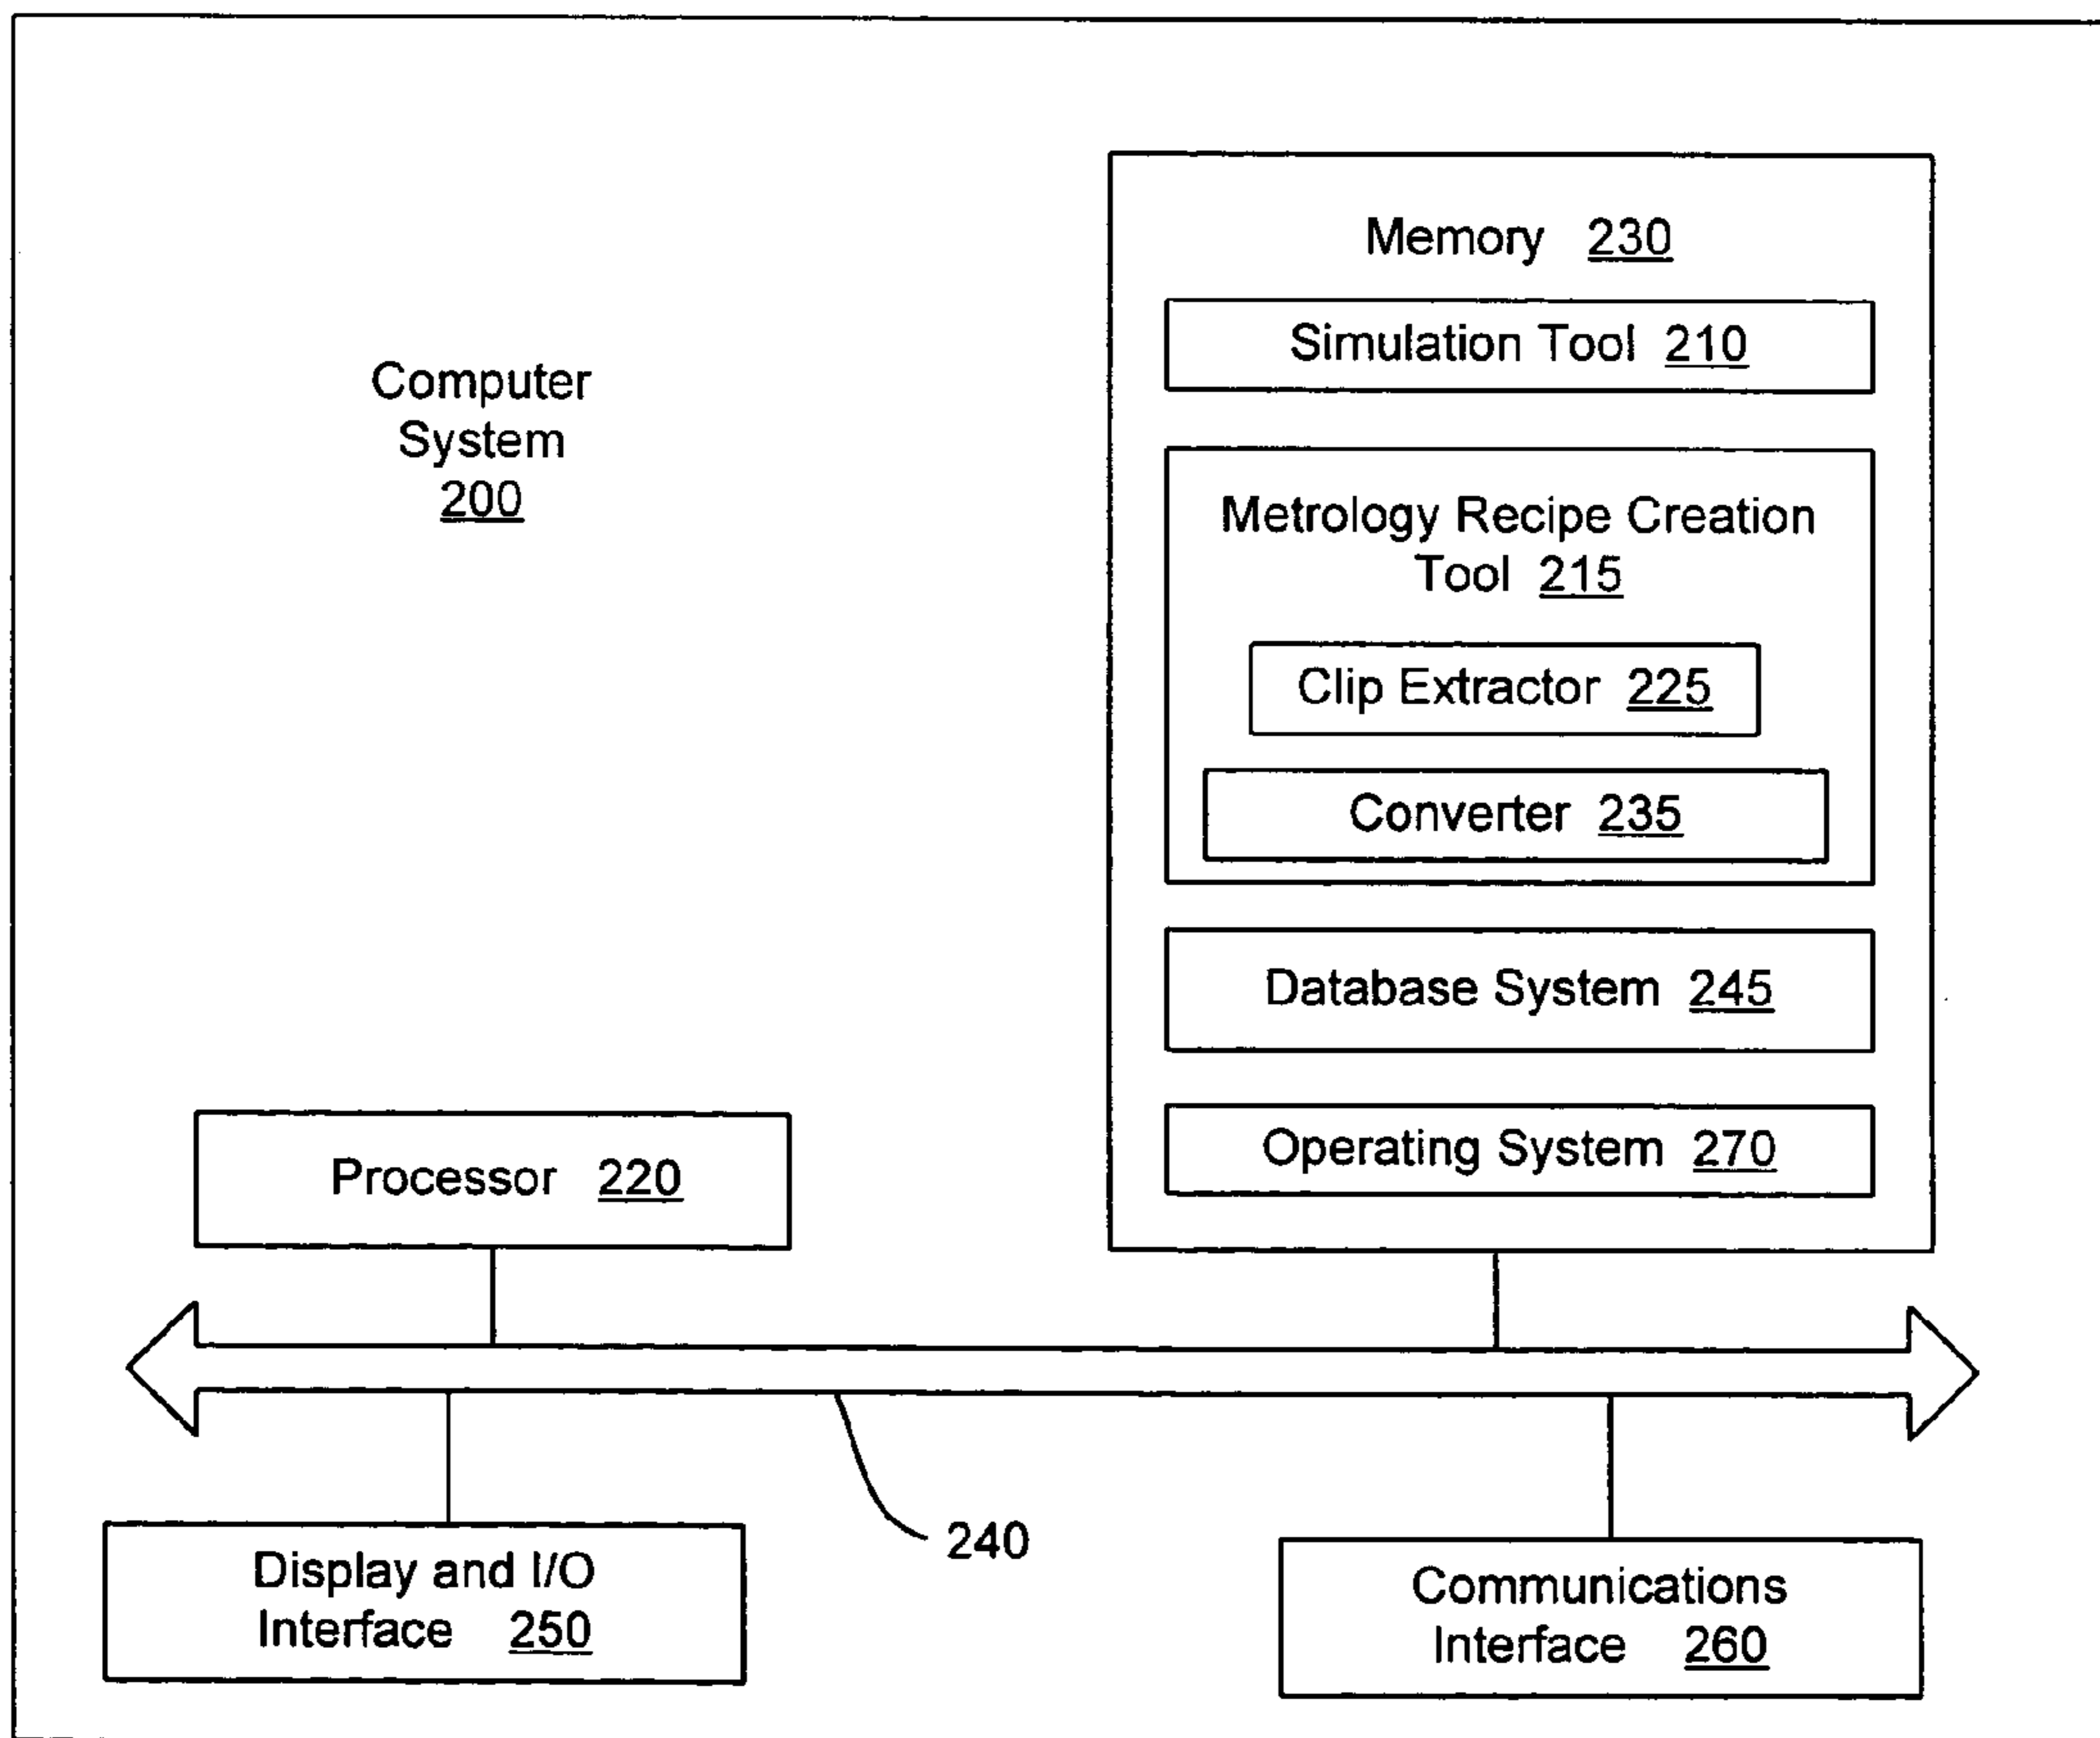 Computer
System
200
Memory 230
Simulation Tool 210
Metrology Recipe Creation
Tool 215
Clip Extractor 225
Converter 235
Database System 245
Operating System 270
Processor 220
240
Display and I/O
Interface 250
Communications
Interface 260